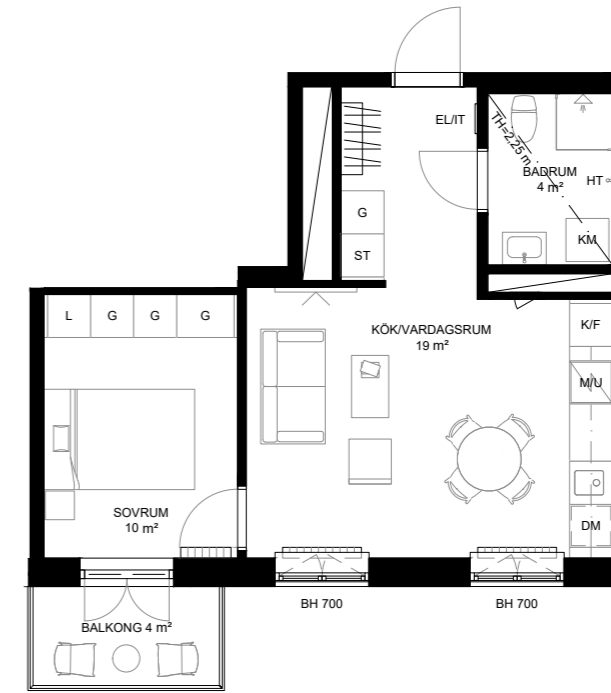 EL/IT
TH=2,25 m
BADRUM
4 m²
HT
KM
G
ST
L
G
G
G
KÖK/VARDAGSRUM
19 m²
K/F
M/U
SOVRUM
10 m²
DM
BH 700
BH 700
BALKONG 4 m²